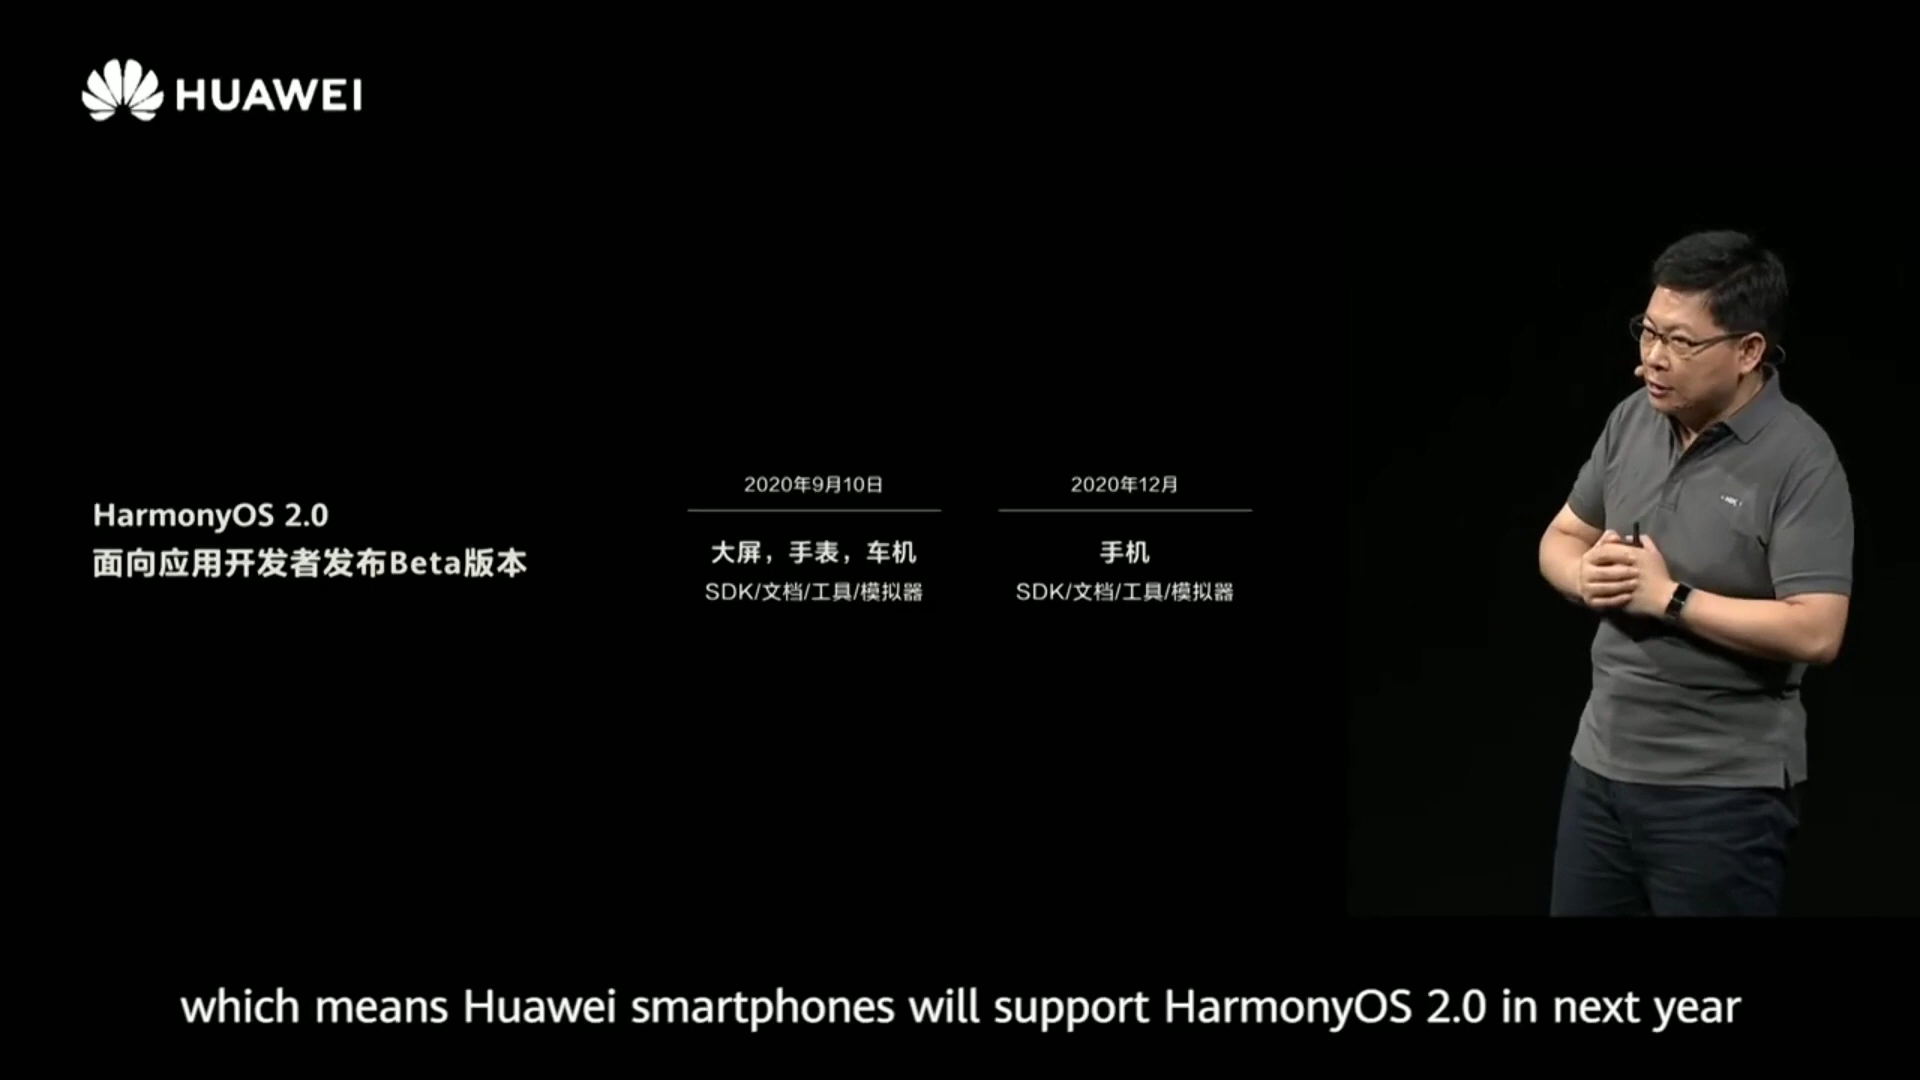 HUAWEI
HarmonyOS 2.0
面向应用开发者发布Beta版本
2020年9月10日
大屏，手表，车机
SDK/文档/工具/模拟器
2020年12月
手机
SDK/文档/工具/模拟器
which means Huawei smartphones will support HarmonyOS 2.0 in next year